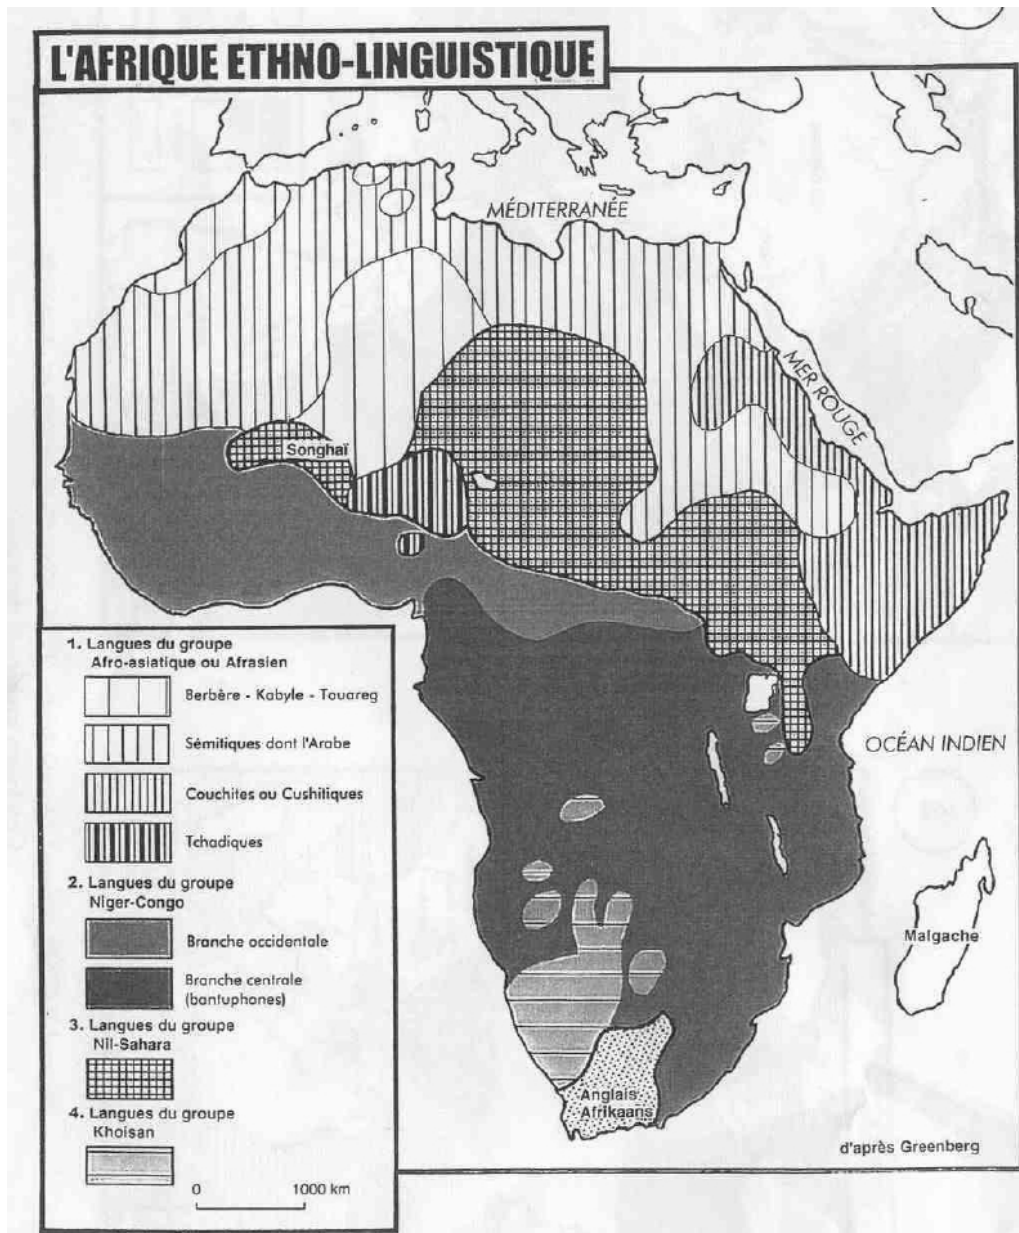 L'AFRIQUE ETHNO-LINGUISTIQUE
MÉDITERRANÉE
MER ROUGE
Songhaï
OCÉAN INDIEN
Malgache
Anglais
Afrikaans
d'après Greenberg
1. Langues du groupe
Afro-asiatique ou Afrasien
Berbère - Kabyle - Touareg
Sémitiques dont l'Arabe
Couchites ou Cushitiques
Tchadiques
2. Langues du groupe
Niger-Congo
Branche occidentale
Branche centrale
(bantuphones)
3. Langues du groupe
Nil-Sahara
4. Langues du groupe
Khoisan
0 1000 km